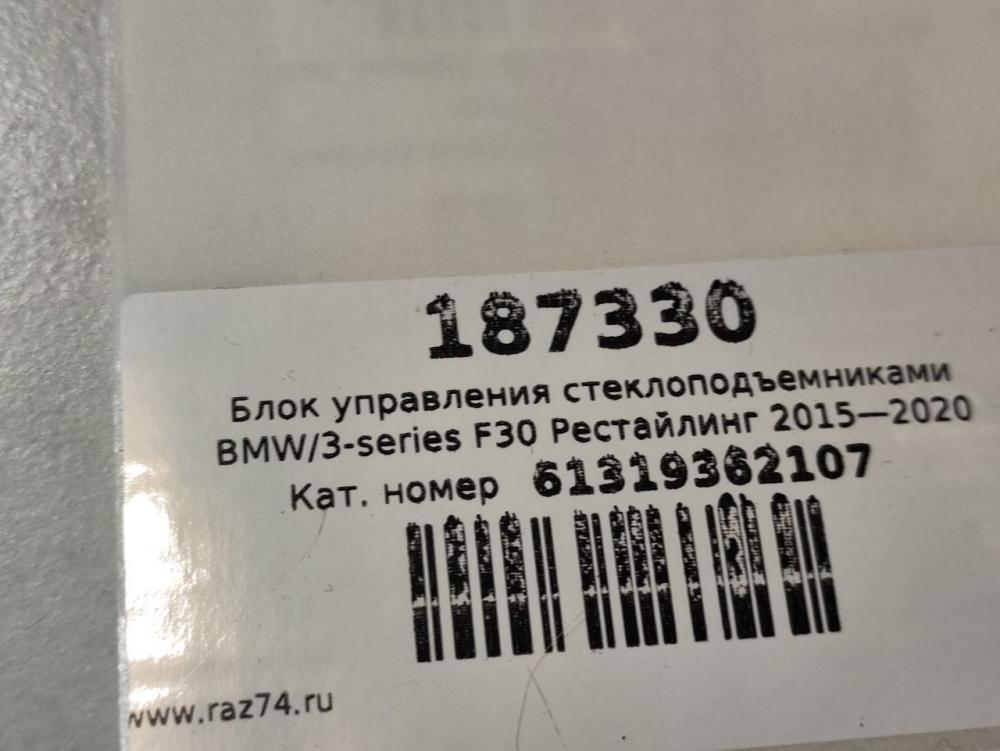 187330
Блок управления стеклоподъемниками
BMW/3-series F30 Рестайлинг 2015—2020
Кат. номер 61319362107
www.raz74.ru